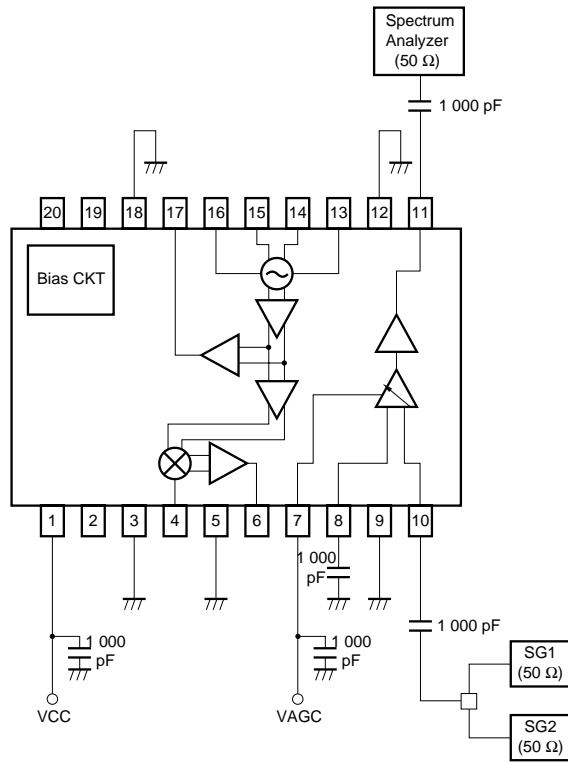 Spectrum
Analyzer
(50 Ω)
1 000 pF
20 19 18 17 16 15 14 13 12 11
Bias CKT
1 2 3 4 5 6 7 8 9 10
1 000
pF
1 000 pF
1 000
pF
1 000
pF
SG1
(50 Ω)
SG2
(50 Ω)
VCC
VAGC